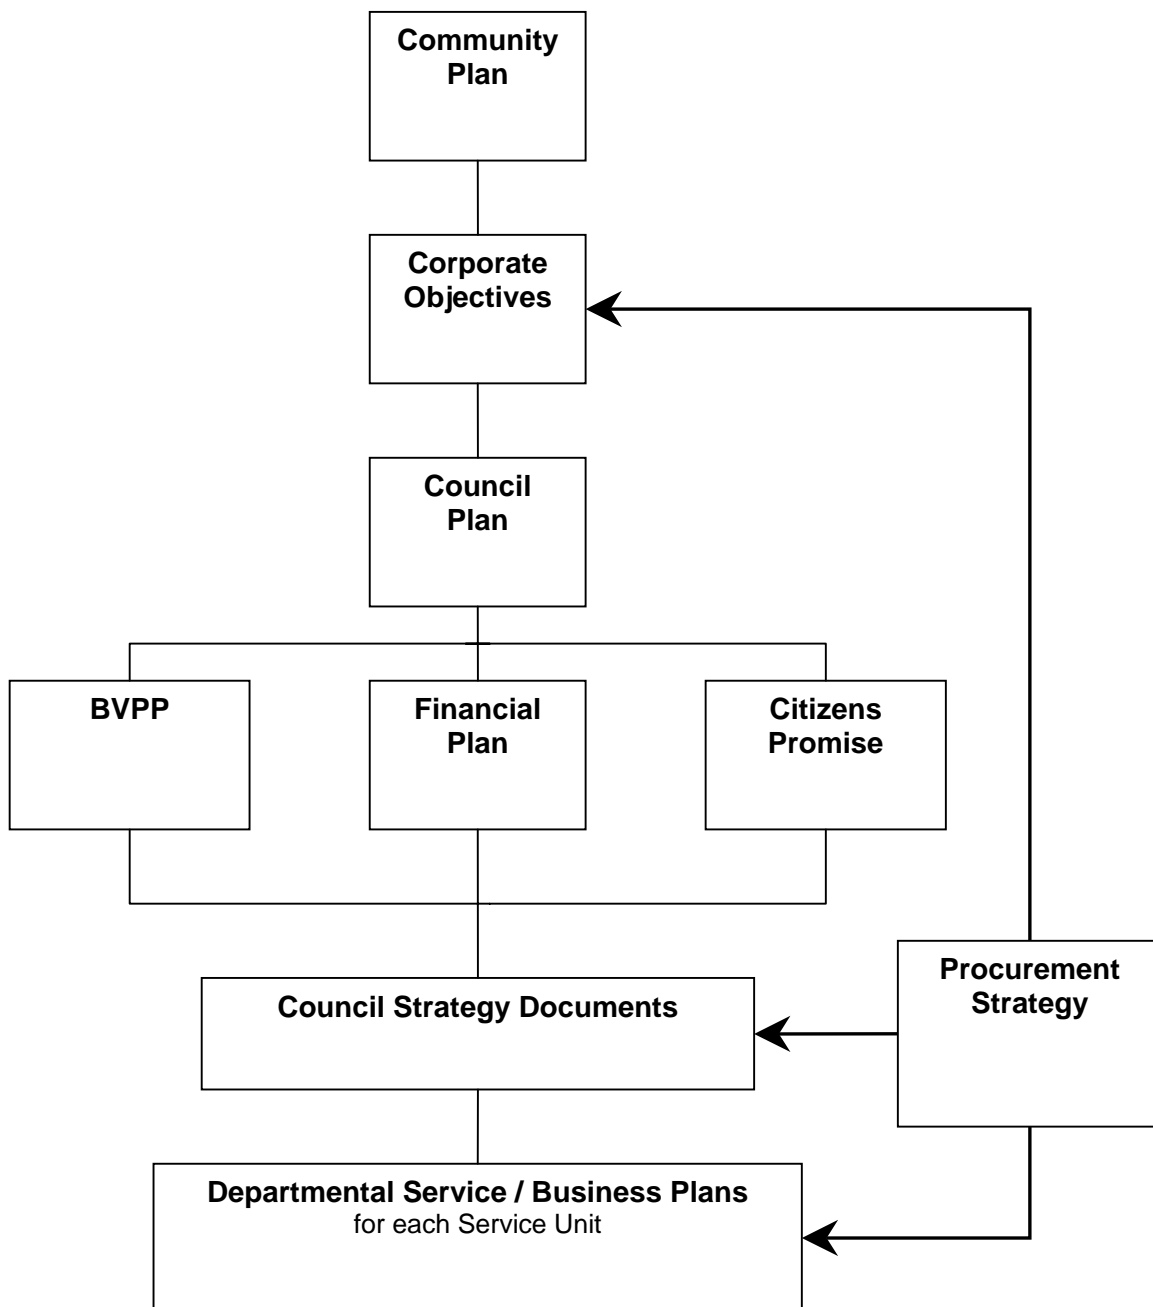 Community
Plan
Corporate
Objectives
Council
Plan
BVPP
Financial
Plan
Citizens
Promise
Procurement
Strategy
Council Strategy Documents
Departmental Service / Business Plans
for each Service Unit